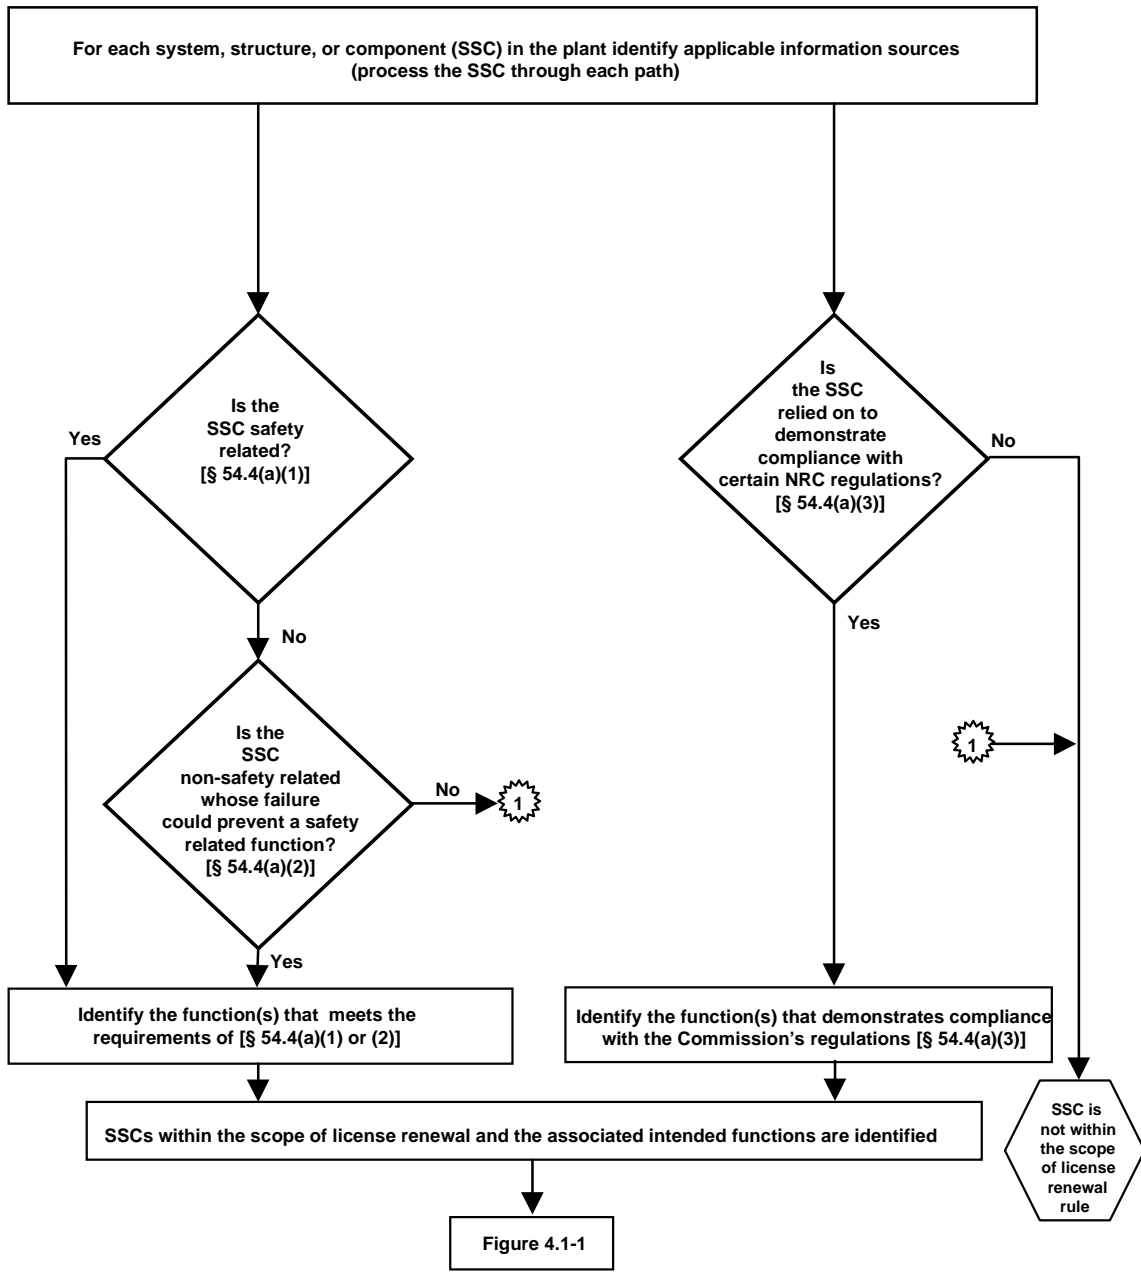 For each system, structure, or component (SSC) in the plant identify applicable information sources
(process the SSC through each path)
Is the
SSC safety
related?
[§ 54.4(a)(1)]
Yes
No
Is
the SSC
relied on to
demonstrate
compliance with
certain NRC regulations?
[§ 54.4(a)(3)]
No
Yes
Is the
SSC
non-safety related
whose failure
could prevent a safety
related function?
[§ 54.4(a)(2)]
No
1
Yes
1
Identify the function(s) that meets the
requirements of [§ 54.4(a)(1) or (2)]
Identify the function(s) that demonstrates compliance
with the Commission's regulations [§ 54.4(a)(3)]
SSCs within the scope of license renewal and the associated intended functions are identified
SSC is
not within
the scope
of license
renewal
rule
Figure 4.1-1